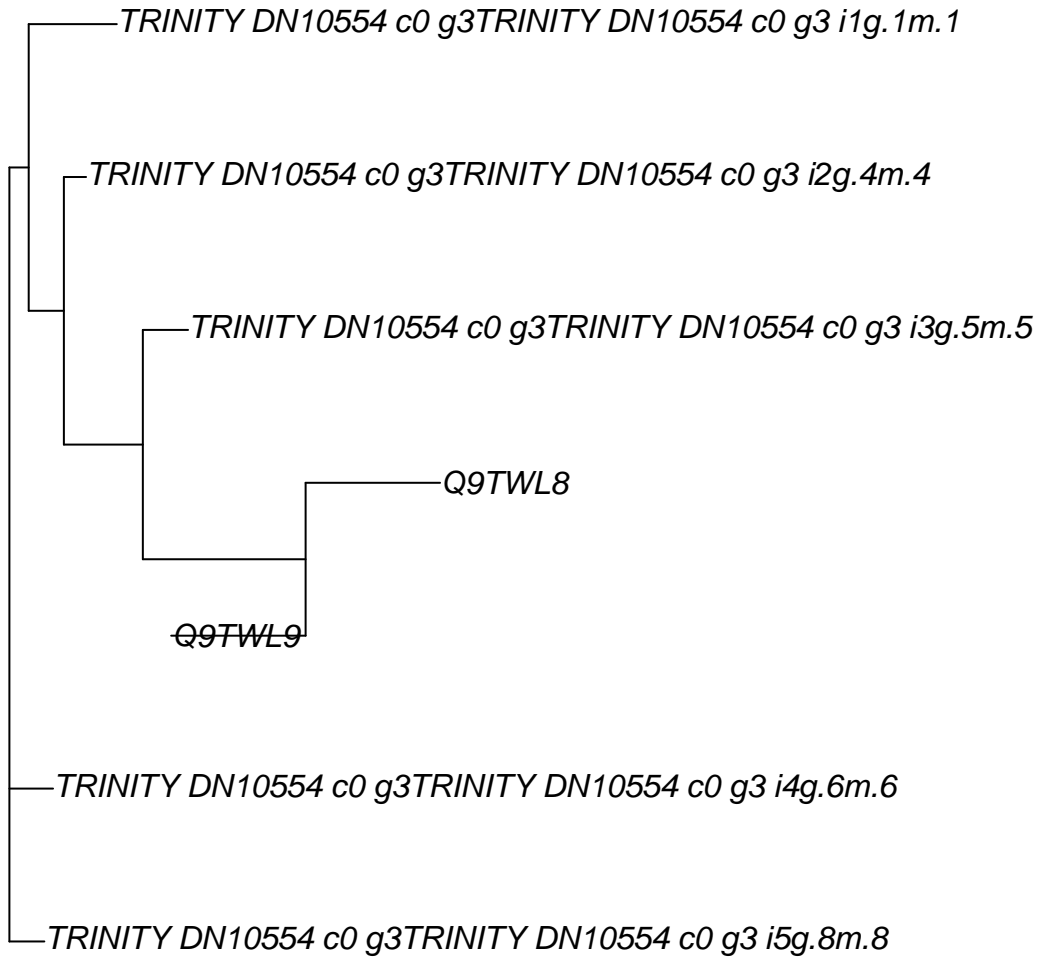 TRINITY DN10554 c0 g3TRINITY DN10554 c0 g3 i1g.1m.1
TRINITY DN10554 c0 g3TRINITY DN10554 c0 g3 i2g.4m.4
TRINITY DN10554 c0 g3TRINITY DN10554 c0 g3 i3g.5m.5
Q9TWL8
Q9TWL9
TRINITY DN10554 c0 g3TRINITY DN10554 c0 g3 i4g.6m.6
TRINITY DN10554 c0 g3TRINITY DN10554 c0 g3 i5g.8m.8